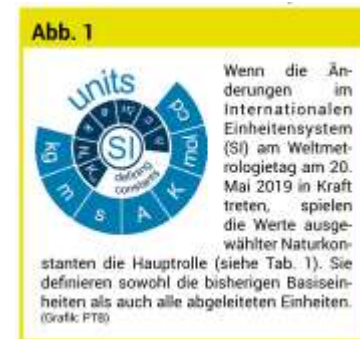 Abb. 1
units
SI
defining
constants
kg
m
s
A
K
mol
cd
Wenn die Än-
derungen im
Internationalen
Einheitensystem
(SI) am Weltmet-
rologietag am 20.
Mai 2019 in Kraft
treten, spielen
die Werte ausge-
wählter Naturkon-
stanten die Hauptrolle (siehe Tab. 1). Sie
definieren sowohl die bisherigen Basisein-
heiten als auch alle abgeleiteten Einheiten.
(Grafik: PTB)